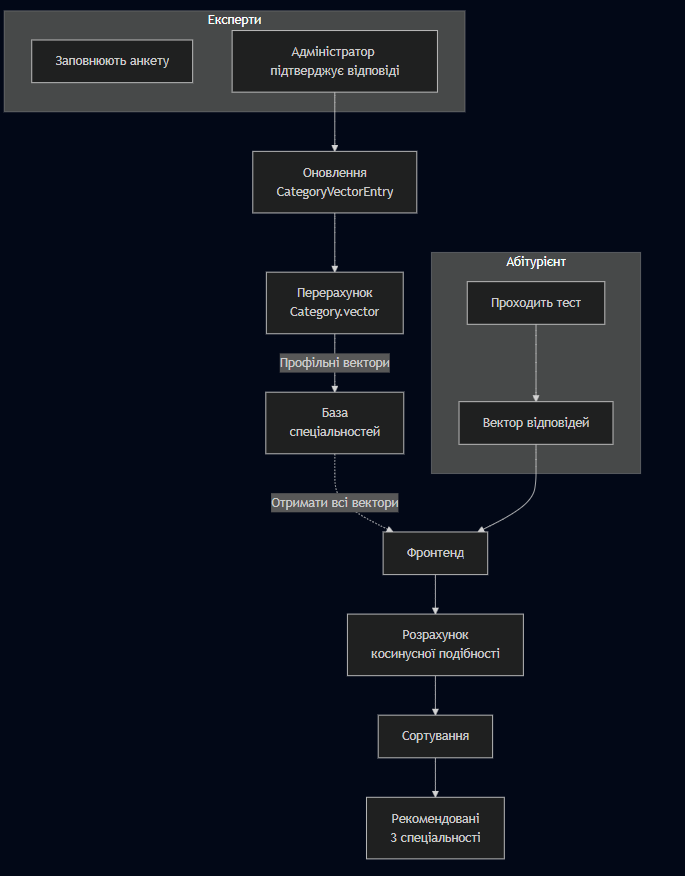 Експерти
Заповнюють анкету
Адміністратор
підтверджує відповіді
Оновлення
CategoryVectorEntry
Перерахунок
Category.vector
Профільні вектори
База
спеціальностей
Абітурієнт
Проходить тест
Вектор відповідей
Отримати всі вектори
Фронтенд
Розрахунок
косинусної подібності
Сортування
Рекомендовані
3 спеціальності